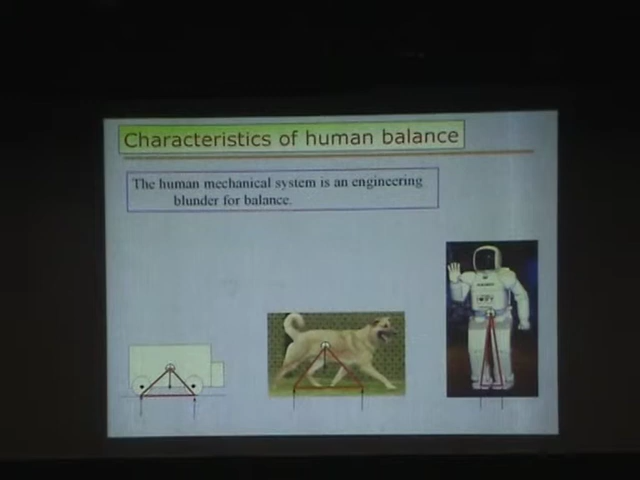 Characteristics of human balance
The human mechanical system is an engineering
blunder for balance.